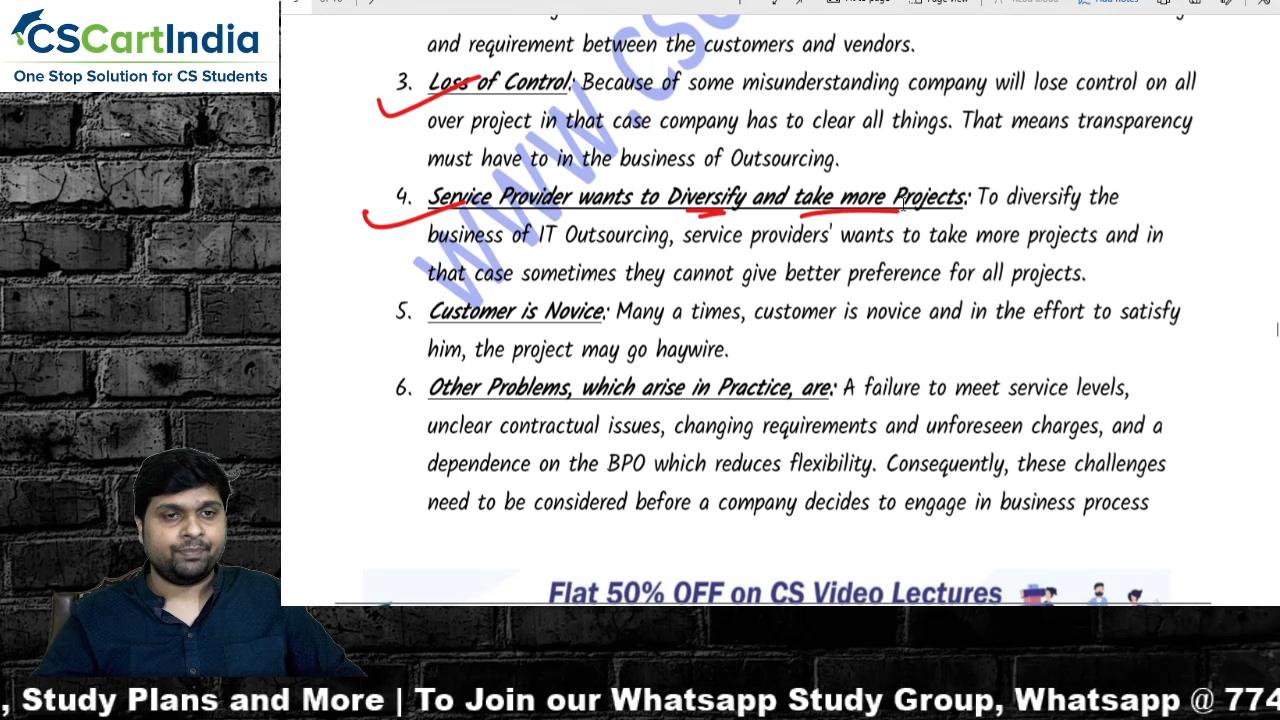 CSCartIndia
One Stop Solution for CS Students
and requirement between the customers and vendors.
3. Loss of Control: Because of some misunderstanding company will lose control on all
over project in that case company has to clear all things. That means transparency
must have to in the business of Outsourcing.
4. Service Provider wants to Diversify and take more Projects: To diversify the
business of IT Outsourcing, service providers' wants to take more projects and in
that case sometimes they cannot give better preference for all projects.
5. Customer is Novice: Many a times, customer is novice and in the effort to satisfy
him, the project may go haywire.
6. Other Problems, which arise in Practice, are: A failure to meet service levels,
unclear contractual issues, changing requirements and unforeseen charges, and a
dependence on the BPO which reduces flexibility. Consequently, these challenges
need to be considered before a company decides to engage in business process
www.cs
Flat 50% OFF on CS Video Lectures
, Study Plans and More | To Join our Whatsapp Study Group, Whatsapp @ 774